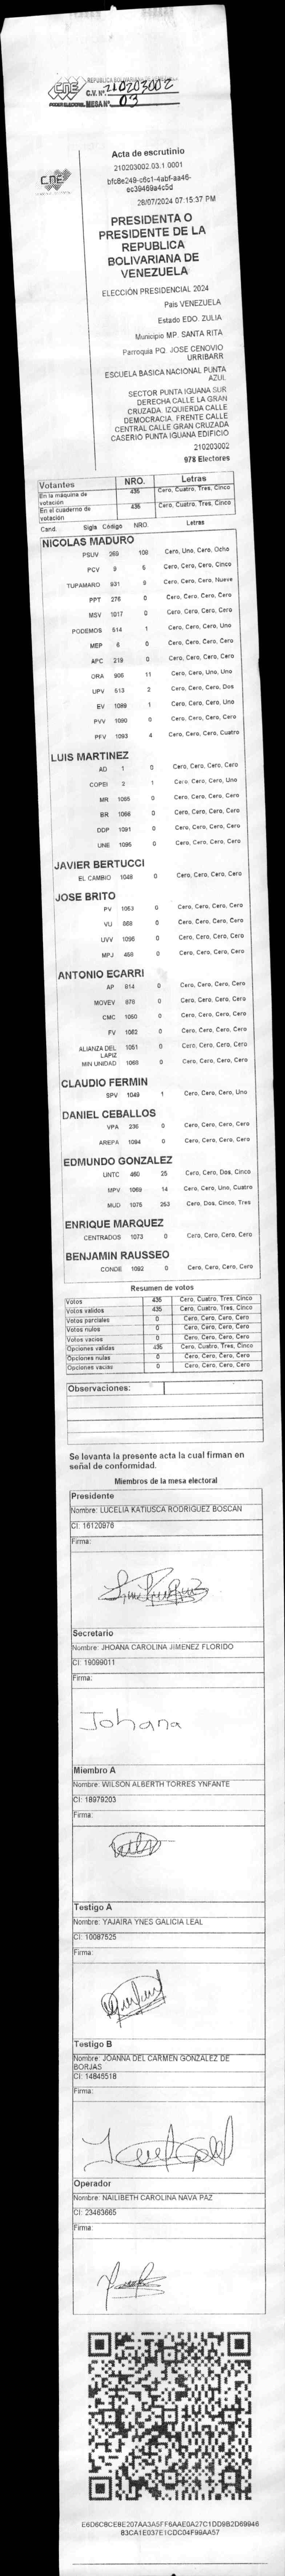 CNE
PODER ELECTORAL
REPUBLICA BOLIVARIANA DE VENEZUELA
C.V. Nº. 210203002
MESA Nº 03
CNE
Acta de escrutinio
210203002.03.1.0001
bfc8e249-c6c1-4abf-aa46-
ec39469a4c5d
28/07/2024 07:15:37 PM
PRESIDENTA O
PRESIDENTE DE LA
REPUBLICA
BOLIVARIANA DE
VENEZUELA
ELECCIÓN PRESIDENCIAL 2024
País VENEZUELA
Estado EDO. ZULIA
Municipio MP. SANTA RITA
Parroquia PQ. JOSE CENOVIO
URRIBARR
ESCUELA BASICA NACIONAL PUNTA
AZUL
SECTOR PUNTA IGUANA SUR
DERECHA CALLE LA GRAN
CRUZADA. IZQUIERDA CALLE
DEMOCRACIA. FRENTE CALLE
CENTRAL CALLE GRAN CRUZADA
CASERIO PUNTA IGUANA EDIFICIO
210203002
978 Electores
Votantes NRO. Letras
En la máquina de votación 435 Cero, Cuatro, Tres, Cinco
En el cuaderno de votación 435 Cero, Cuatro, Tres, Cinco
Cand. Sigla Código NRO. Letras
NICOLAS MADURO
PSUV 269 108 Cero, Uno, Cero, Ocho
PCV 9 5 Cero, Cero, Cero, Cinco
TUPAMARO 931 9 Cero, Cero, Cero, Nueve
PPT 276 0 Cero, Cero, Cero, Cero
MSV 1017 0 Cero, Cero, Cero, Cero
PODEMOS 514 1 Cero, Cero, Cero, Uno
MEP 6 0 Cero, Cero, Cero, Cero
APC 219 0 Cero, Cero, Cero, Cero
ORA 906 11 Cero, Cero, Uno, Uno
UPV 513 2 Cero, Cero, Cero, Dos
EV 1089 1 Cero, Cero, Cero, Uno
PVV 1090 0 Cero, Cero, Cero, Cero
PFV 1093 4 Cero, Cero, Cero, Cuatro
LUIS MARTINEZ
AD 1 0 Cero, Cero, Cero, Cero
COPEI 2 1 Cero, Cero, Cero, Uno
MR 1065 0 Cero, Cero, Cero, Cero
BR 1066 0 Cero, Cero, Cero, Cero
DDP 1091 0 Cero, Cero, Cero, Cero
UNE 1095 0 Cero, Cero, Cero, Cero
JAVIER BERTUCCI
EL CAMBIO 1048 0 Cero, Cero, Cero, Cero
JOSE BRITO
PV 1053 0 Cero, Cero, Cero, Cero
VU 868 0 Cero, Cero, Cero, Cero
UVV 1096 0 Cero, Cero, Cero, Cero
MPJ 468 0 Cero, Cero, Cero, Cero
ANTONIO ECARRI
AP 814 0 Cero, Cero, Cero, Cero
MOVEV 878 0 Cero, Cero, Cero, Cero
CMC 1050 0 Cero, Cero, Cero, Cero
FV 1052 0 Cero, Cero, Cero, Cero
ALIANZA DEL LAPIZ 1051 0 Cero, Cero, Cero, Cero
MIN UNIDAD 1068 0 Cero, Cero, Cero, Cero
CLAUDIO FERMIN
SPV 1049 1 Cero, Cero, Cero, Uno
DANIEL CEBALLOS
VPA 236 0 Cero, Cero, Cero, Cero
AREPA 1094 0 Cero, Cero, Cero, Cero
EDMUNDO GONZALEZ
UNTC 460 25 Cero, Cero, Dos, Cinco
MPV 1069 14 Cero, Cero, Uno, Cuatro
MUD 1075 253 Cero, Dos, Cinco, Tres
ENRIQUE MARQUEZ
CENTRADOS 1073 0 Cero, Cero, Cero, Cero
BENJAMIN RAUSSEO
CONDE 1092 0 Cero, Cero, Cero, Cero
Resumen de votos
Votos 435 Cero, Cuatro, Tres, Cinco
Votos válidos 435 Cero, Cuatro, Tres, Cinco
Votos parciales 0 Cero, Cero, Cero, Cero
Votos nulos 0 Cero, Cero, Cero, Cero
Votos vacíos 0 Cero, Cero, Cero, Cero
Opciones válidas 435 Cero, Cuatro, Tres, Cinco
Opciones nulas 0 Cero, Cero, Cero, Cero
Opciones vacías 0 Cero, Cero, Cero, Cero
Observaciones:
Se levanta la presente acta la cual firman en
señal de conformidad.
Miembros de la mesa electoral
Presidente
Nombre: LUCELIA KATIUSCA RODRIGUEZ BOSCAN
CI: 16120976
Firma:
Secretario
Nombre: JHOANA CAROLINA JIMENEZ FLORIDO
CI: 19099011
Firma:
Johana
Miembro A
Nombre: WILSON ALBERTH TORRES YNFANTE
CI: 18979203
Firma:
Testigo A
Nombre: YAJAIRA YNES GALICIA LEAL
CI: 10087525
Firma:
Testigo B
Nombre: JOANNA DEL CARMEN GONZALEZ DE
BORJAS
CI: 14845518
Firma:
Operador
Nombre: NAILIBETH CAROLINA NAVA PAZ
CI: 23463665
Firma:
E6D6C8CE8E207AA3A5FF6AAE0A27C1DD9B2D69946
83CA1E037E1CDC04F99AA57